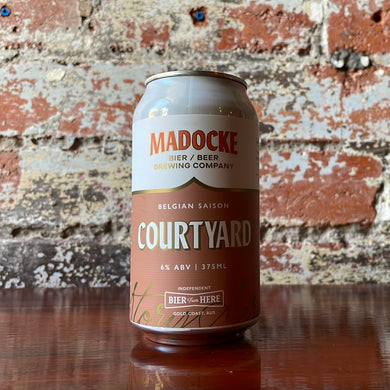 MADOCKE
BIER / BEER
BREWING COMPANY
BELGIAN SAISON
COURTYARD
6% ABV | 375ML
INDEPENDENT
BIER From HERE
GOLD COAST, AUS